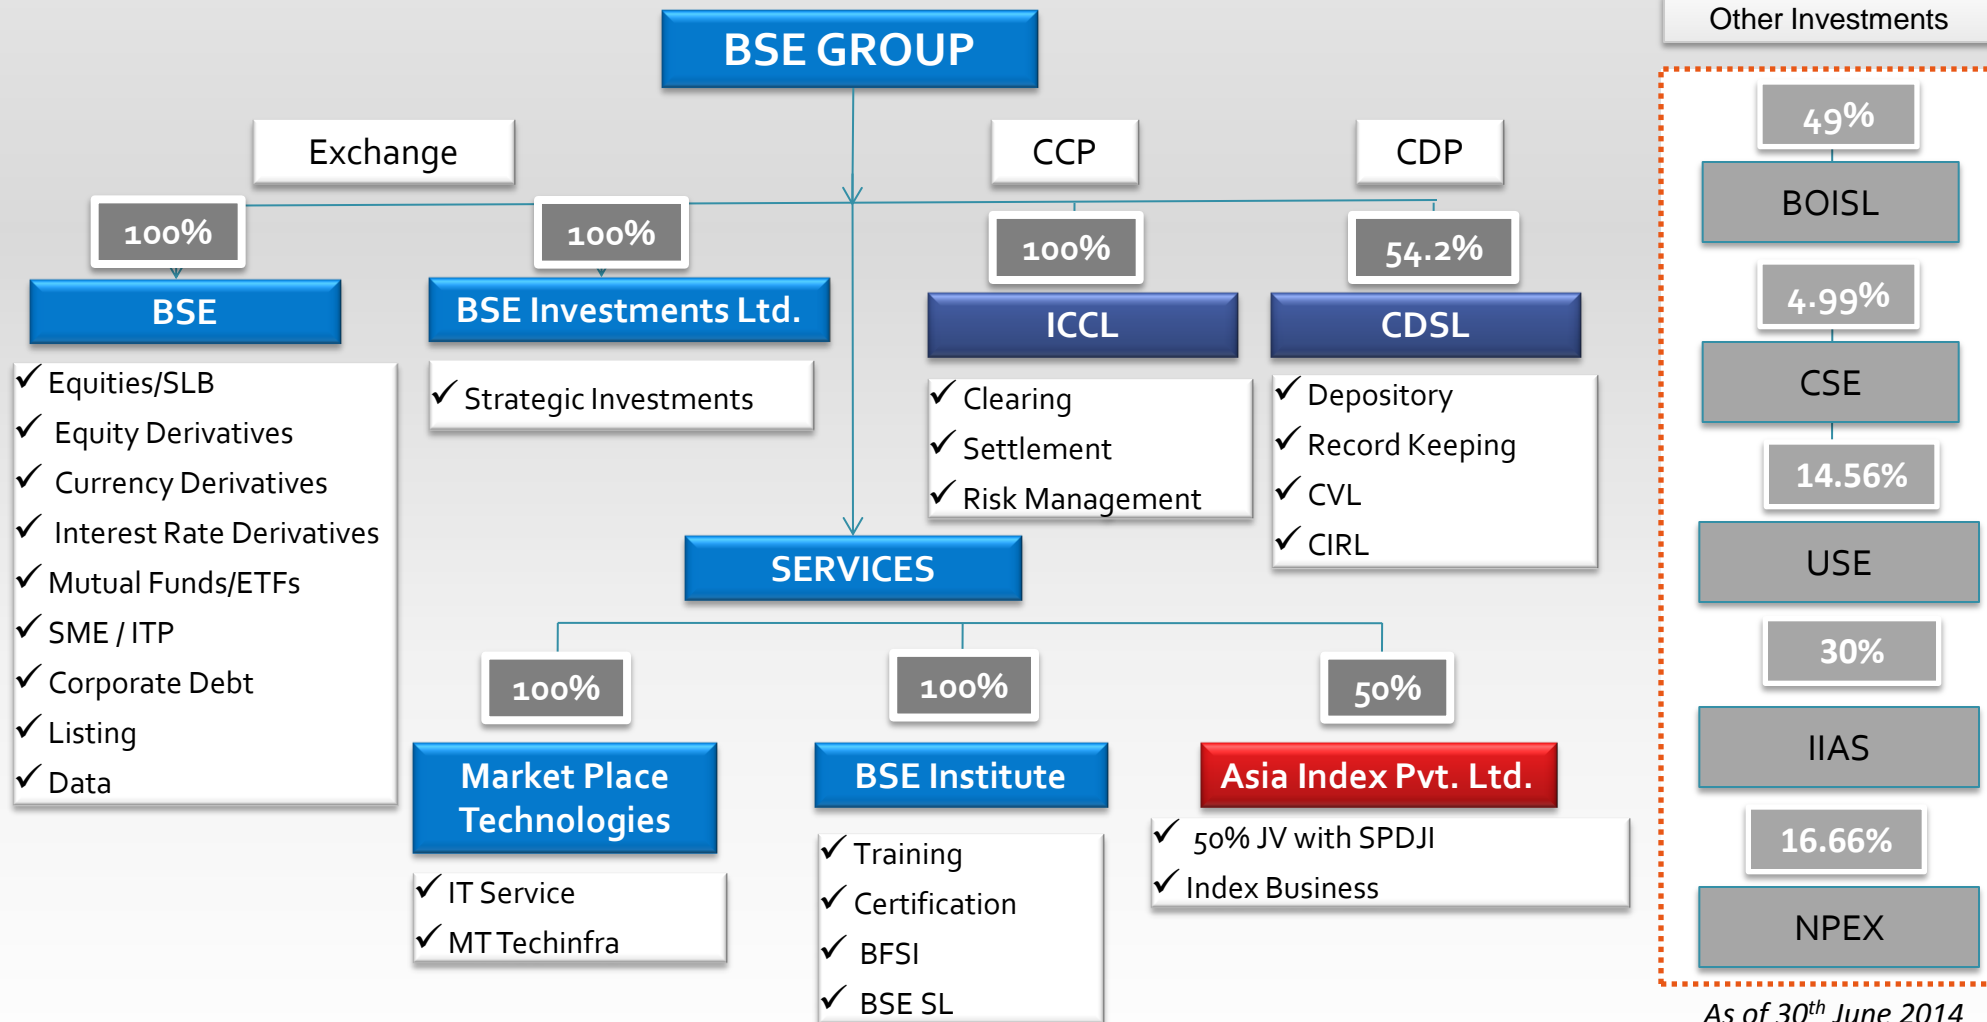 BSE GROUP
Other Investments
Exchange
CCP
CDP
100%
BSE
✓ Equities/SLB
✓ Equity Derivatives
✓ Currency Derivatives
✓ Interest Rate Derivatives
✓ Mutual Funds/ETFs
✓ SME / ITP
✓ Corporate Debt
✓ Listing
✓ Data
100%
BSE Investments Ltd.
✓ Strategic Investments
100%
ICCL
✓ Clearing
✓ Settlement
✓ Risk Management
54.2%
CDSL
✓ Depository
✓ Record Keeping
✓ CVL
✓ CIRL
SERVICES
100%
Market Place
Technologies
✓ IT Service
✓ MT Techinfra
100%
BSE Institute
✓ Training
✓ Certification
✓ BFSI
✓ BSE SL
50%
Asia Index Pvt. Ltd.
✓ 50% JV with SPDJI
✓ Index Business
49%
BOISL
4.99%
CSE
14.56%
USE
30%
IIAS
16.66%
NPEX
As of 30th June 2014